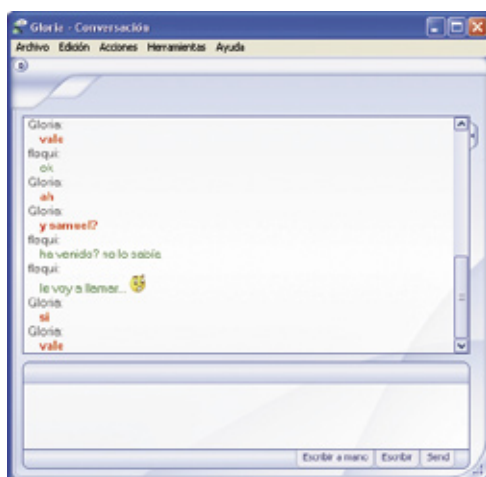 Gloria - Conversación
Archivo Edición Acciones Herramientas Ayuda
Gloria:
vale
floqui:
ok
Gloria:
ah
Gloria:
y samuel?
floqui:
ha venido? no lo sabía
floqui:
le voy a llamar...
Gloria:
si
Gloria:
vale
Escribir a mano Escribir Send